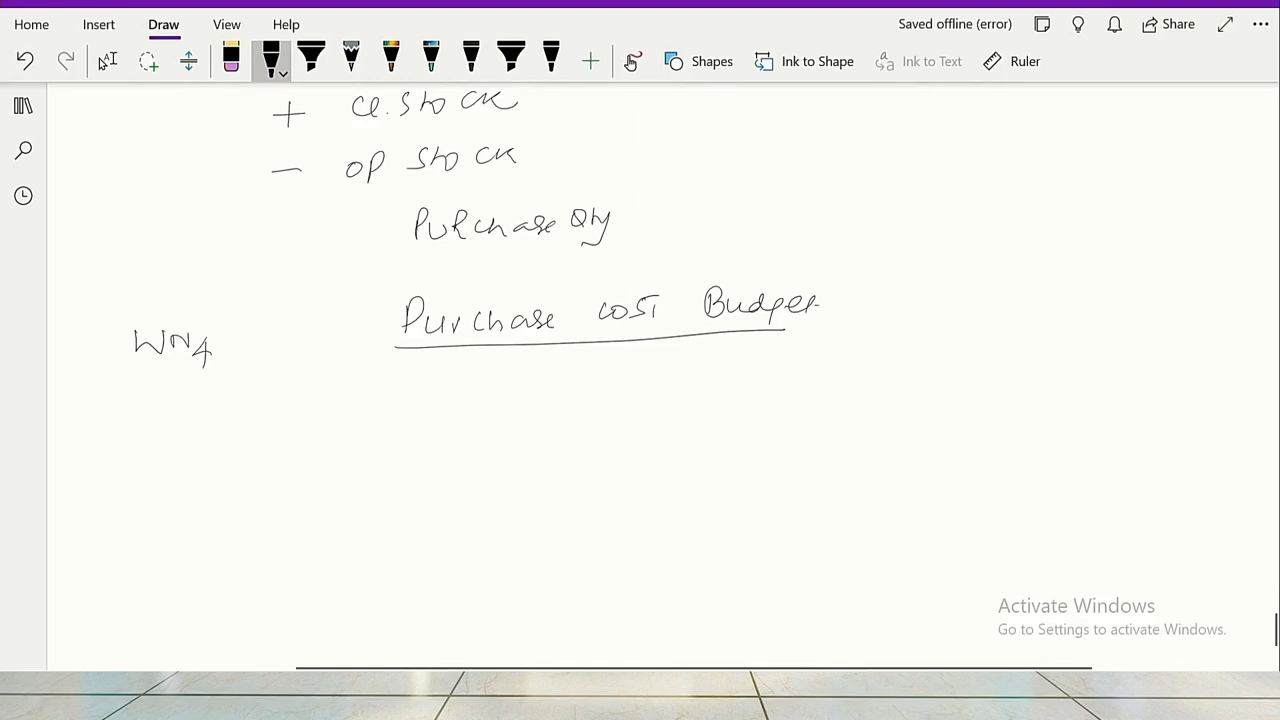 Home Insert Draw View Help Saved offline (error) Share
Shapes Ink to Shape Ink to Text Ruler
+ Cl. Stock
- OP Stock
Purchase Qty
Purchase cost Budget
WN4
Activate Windows
Go to Settings to activate Windows.